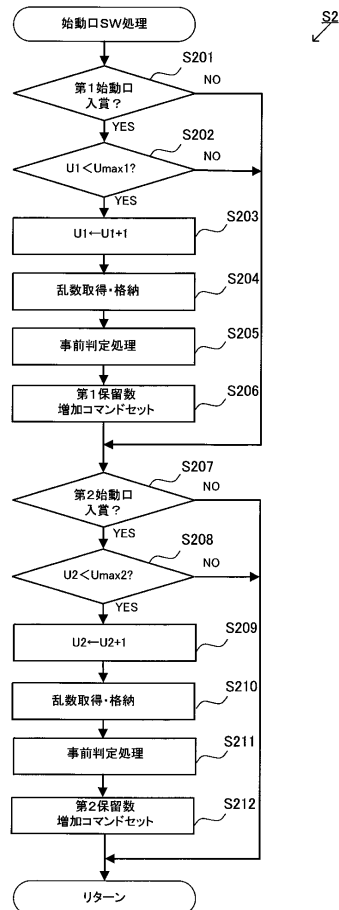 S2
始動口SW処理
S201
第1始動口
入賞?
NO
YES
S202
U1<Umax1?
NO
YES
S203
U1←U1+1
S204
乱数取得・格納
S205
事前判定処理
S206
第1保留数
増加コマンドセット
S207
第2始動口
入賞?
NO
YES
S208
U2<Umax2?
NO
YES
S209
U2←U2+1
S210
乱数取得・格納
S211
事前判定処理
S212
第2保留数
増加コマンドセット
リターン